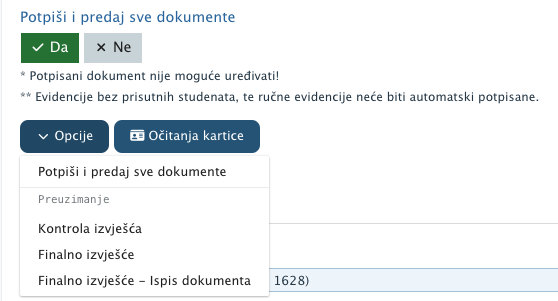 Potpiši i predaj sve dokumente
Da
Ne
* Potpisani dokument nije moguće uređivati!
** Evidencije bez prisutnih studenata, te ručne evidencije neće biti automatski potpisane.
Opcije
Očitanja kartice
Potpiši i predaj sve dokumente
Preuzimanje
Kontrola izvješća
Finalno izvješće
Finalno izvješće – Ispis dokumenta
1628)